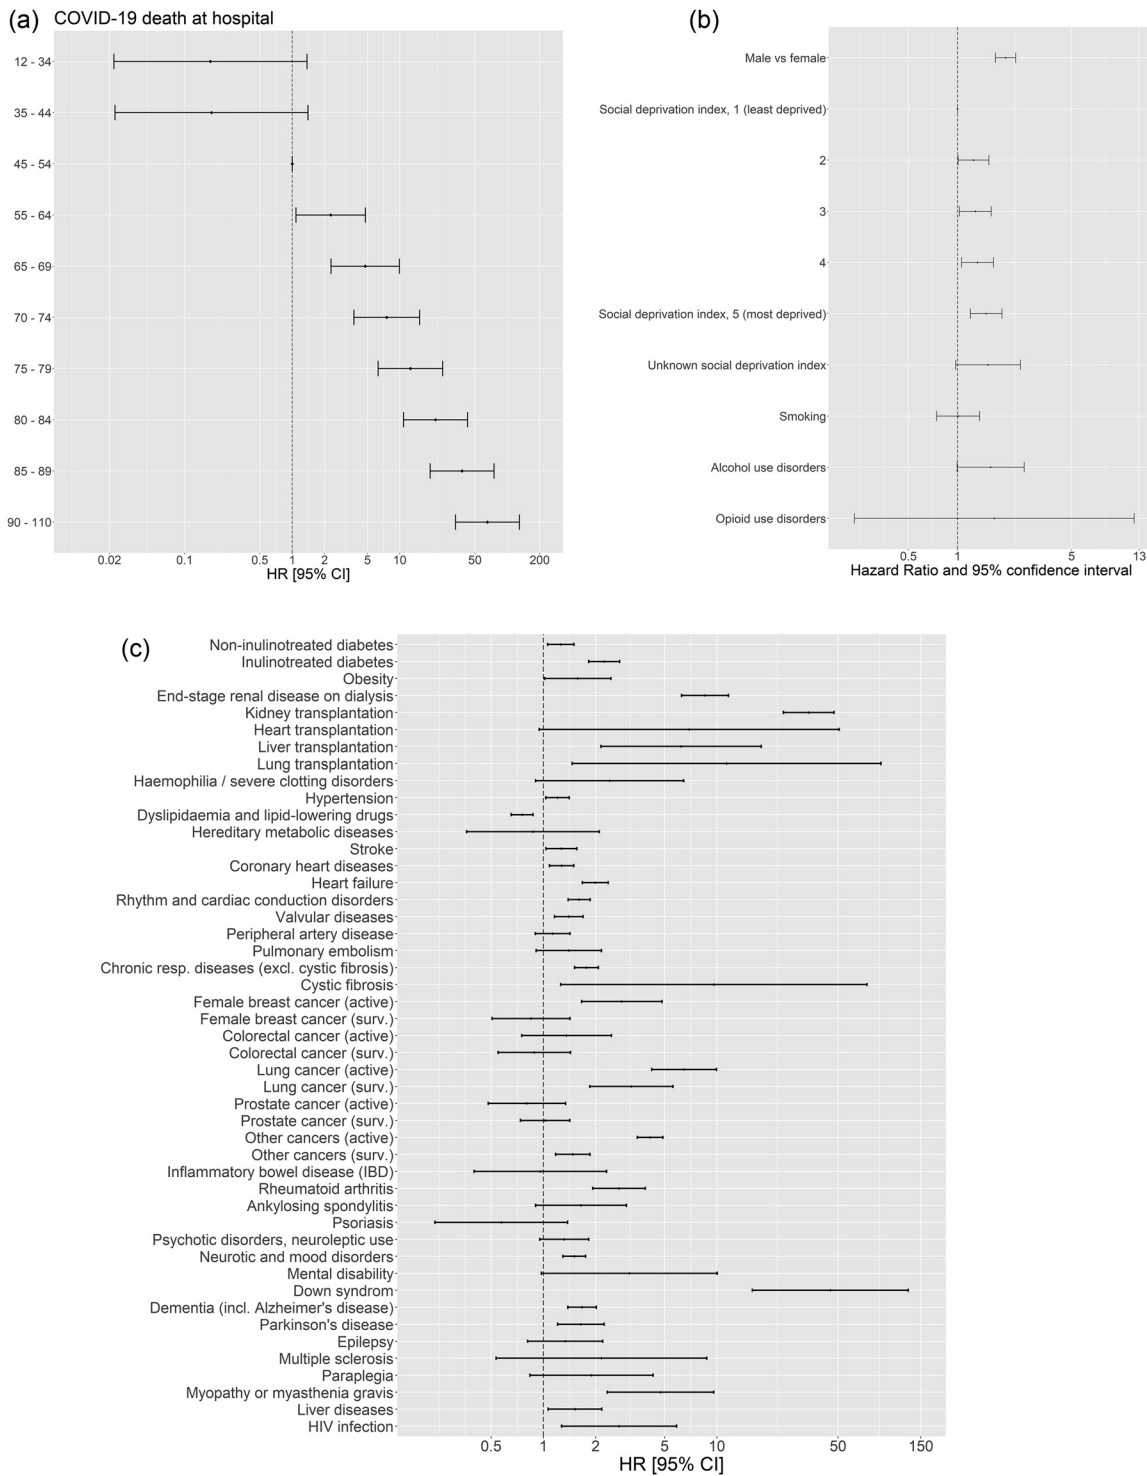 (a) COVID-19 death at hospital
12 - 34
35 - 44
45 - 54
55 - 64
65 - 69
70 - 74
75 - 79
80 - 84
85 - 89
90 - 110
0.02 0.1 0.5 1 2 5 10 50 200
HR [95% CI]
(b)
Male vs female
Social deprivation index, 1 (least deprived)
2
3
4
Social deprivation index, 5 (most deprived)
Unknown social deprivation index
Smoking
Alcohol use disorders
Opioid use disorders
0.5 1 5 13
Hazard Ratio and 95% confidence interval
(c)
Non-inulinotreated diabetes
Inulinotreated diabetes
Obesity
End-stage renal disease on dialysis
Kidney transplantation
Heart transplantation
Liver transplantation
Lung transplantation
Haemophilia / severe clotting disorders
Hypertension
Dyslipidaemia and lipid-lowering drugs
Hereditary metabolic diseases
Stroke
Coronary heart diseases
Heart failure
Rhythm and cardiac conduction disorders
Valvular diseases
Peripheral artery disease
Pulmonary embolism
Chronic resp. diseases (excl. cystic fibrosis)
Cystic fibrosis
Female breast cancer (active)
Female breast cancer (surv.)
Colorectal cancer (active)
Colorectal cancer (surv.)
Lung cancer (active)
Lung cancer (surv.)
Prostate cancer (active)
Prostate cancer (surv.)
Other cancers (active)
Other cancers (surv.)
Inflammatory bowel disease (IBD)
Rheumatoid arthritis
Ankylosing spondylitis
Psoriasis
Psychotic disorders, neuroleptic use
Neurotic and mood disorders
Mental disability
Down syndrom
Dementia (incl. Alzheimer's disease)
Parkinson's disease
Epilepsy
Multiple sclerosis
Paraplegia
Myopathy or myasthenia gravis
Liver diseases
HIV infection
0.5 1 2 5 10 50 150
HR [95% CI]